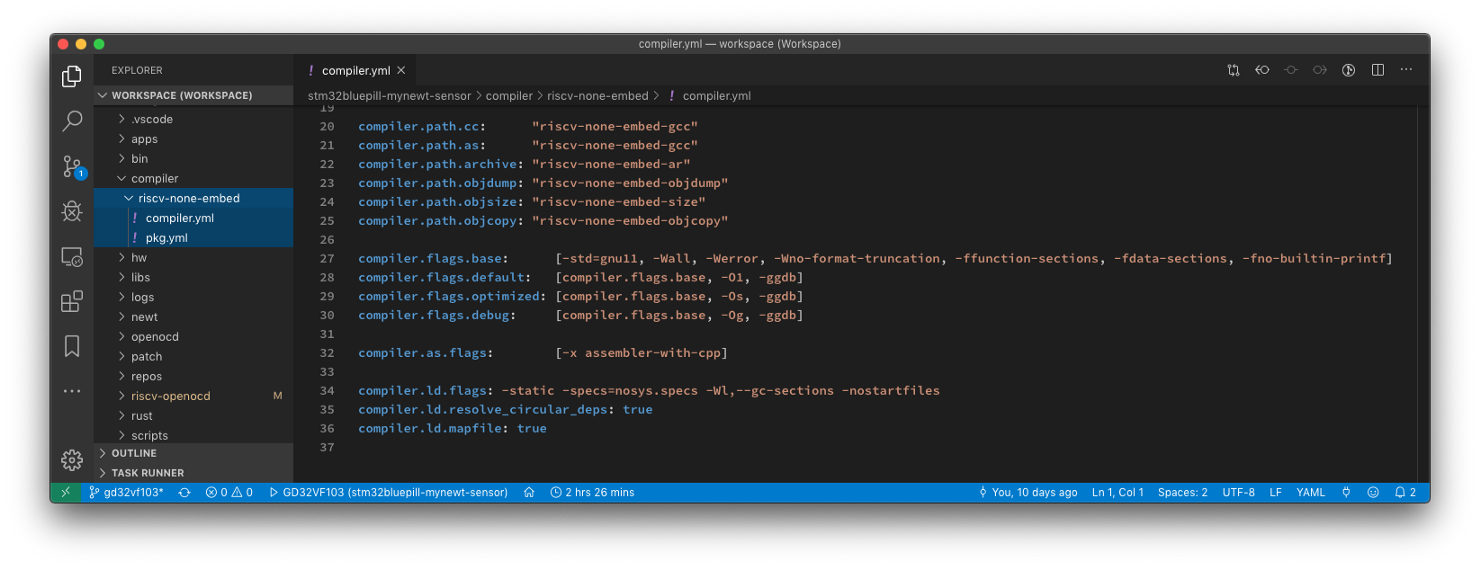 compiler.yml — workspace (Workspace)
EXPLORER
WORKSPACE (WORKSPACE)
.vscode
apps
bin
compiler
riscv-none-embed
! compiler.yml
! pkg.yml
hw
libs
logs
newt
openocd
patch
repos
riscv-openocd M
rust
scripts
OUTLINE
TASK RUNNER
! compiler.yml ×
stm32bluepill-mynewt-sensor > compiler > riscv-none-embed > ! compiler.yml
19
20 compiler.path.cc: "riscv-none-embed-gcc"
21 compiler.path.as: "riscv-none-embed-gcc"
22 compiler.path.archive: "riscv-none-embed-ar"
23 compiler.path.objdump: "riscv-none-embed-objdump"
24 compiler.path.objsize: "riscv-none-embed-size"
25 compiler.path.objcopy: "riscv-none-embed-objcopy"
26
27 compiler.flags.base: [-std=gnu11, -Wall, -Werror, -Wno-format-truncation, -ffunction-sections, -fdata-sections, -fno-builtin-printf]
28 compiler.flags.default: [compiler.flags.base, -O1, -ggdb]
29 compiler.flags.optimized: [compiler.flags.base, -Os, -ggdb]
30 compiler.flags.debug: [compiler.flags.base, -Og, -ggdb]
31
32 compiler.as.flags: [-x assembler-with-cpp]
33
34 compiler.ld.flags: -static -specs=nosys.specs -Wl,--gc-sections -nostartfiles
35 compiler.ld.resolve_circular_deps: true
36 compiler.ld.mapfile: true
37
1
gd32vf103* 0 0 GD32VF103 (stm32bluepill-mynewt-sensor) 2 hrs 26 mins You, 10 days ago Ln 1, Col 1 Spaces: 2 UTF-8 LF YAML 2